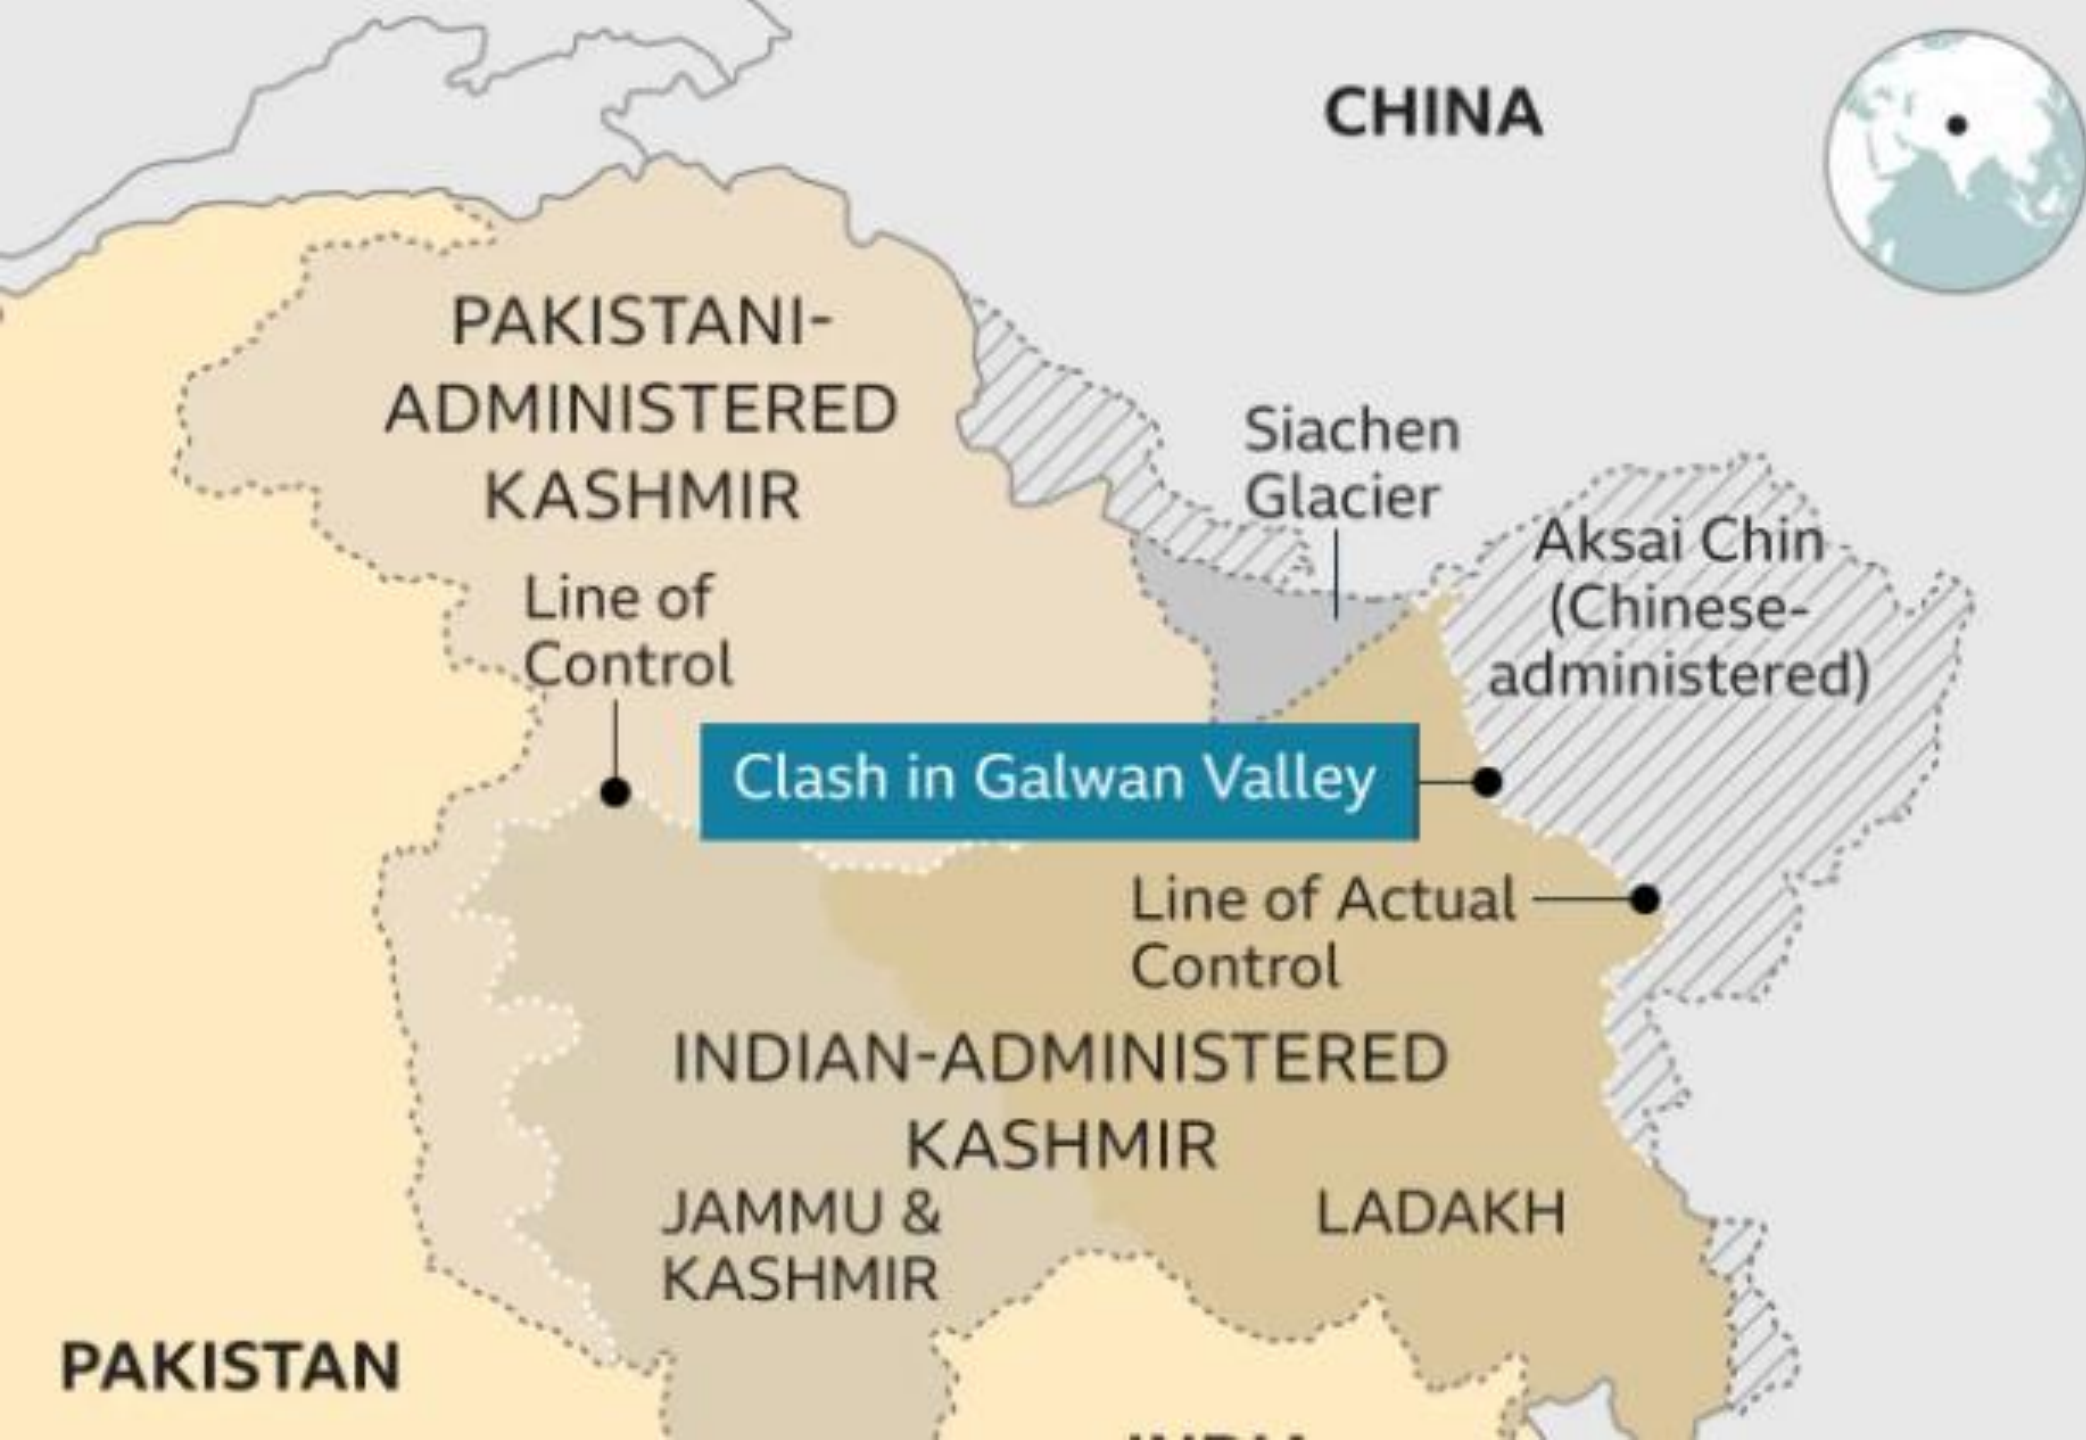 CHINA
PAKISTANI-
ADMINISTERED
KASHMIR
Siachen
Glacier
Aksai Chin
(Chinese-
administered)
Line of
Control
Clash in Galwan Valley
Line of Actual
Control
INDIAN-ADMINISTERED
KASHMIR
JAMMU &
KASHMIR
LADAKH
PAKISTAN